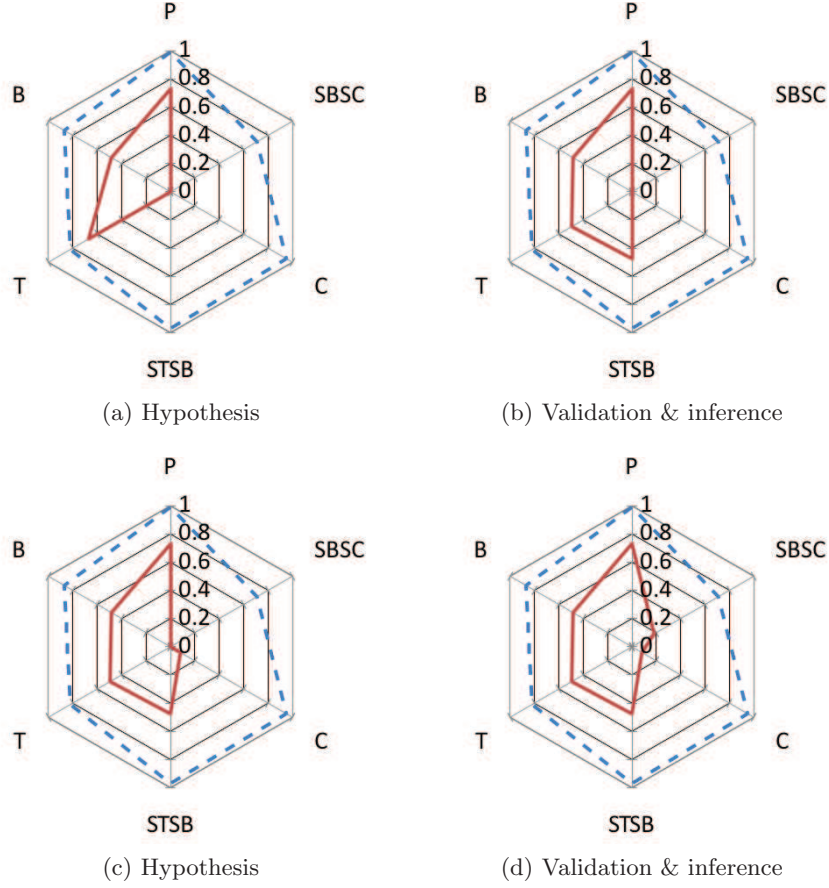 P
P
1
1
B
0.8
SBSC
B
0.8
SBSC
0.6
0.6
0.4
0.4
0.2
0.2
0
0
T
C
T
C
STSB
STSB
(a) Hypothesis
(b) Validation & inference
P
P
1
1
B
0.8
SBSC
B
0.8
SBSC
0.6
0.6
0.4
0.4
0.2
0.2
0
0
T
C
T
C
STSB
STSB
(c) Hypothesis
(d) Validation & inference